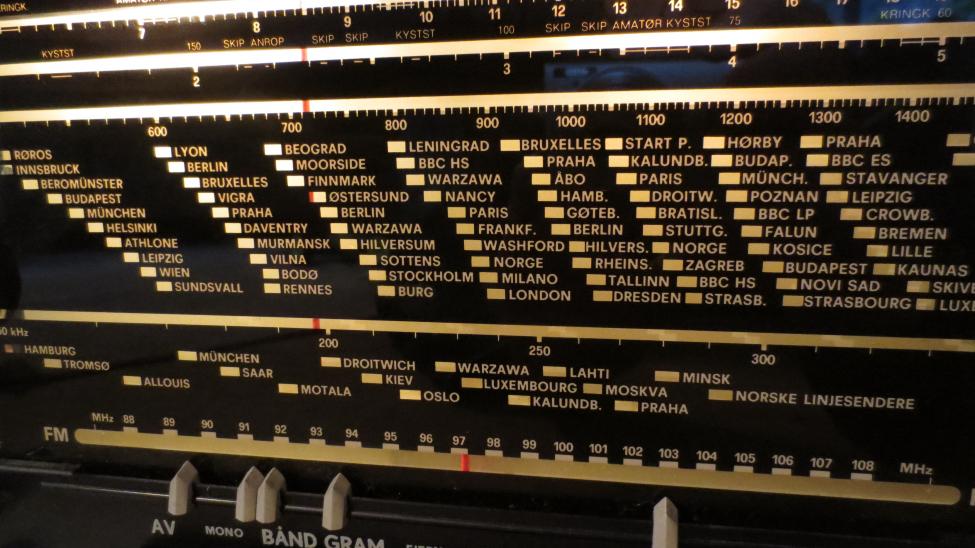 KRINCK
7 8 9 10 11 12 13 14 15 16 17 18
KYSTST 150 SKIP ANROP SKIP SKIP KYSTST 100 SKIP SKIP AMATØR KYSTST 75 KRINCK 60
2 3 4 5
600 700 800 900 1000 1100 1200 1300 1400
RØROS LYON BEOGRAD LENINGRAD BRUXELLES START P. HØRBY PRAHA
INNSBRUCK BERLIN MOORSIDE BBC HS PRAHA KALUNDB. BUDAP. BBC ES
BEROMÜNSTER BRUXELLES FINNMARK WARZAWA ÅBO PARIS MÜNCH. STAVANGER
BUDAPEST VIGRA ØSTERSUND NANCY HAMB. DROITW. POZNAN LEIPZIG
MÜNCHEN PRAHA BERLIN PARIS GØTEB. BRATISL. BBC LP CROWB.
HELSINKI DAVENTRY WARZAWA FRANKF. BERLIN STUTTG. FALUN BREMEN
ATHLONE MURMANSK HILVERSUM WASHFORD HILVERS. NORGE KOSICE LILLE
LEIPZIG VILNA SOTTENS NORGE RHEINS. ZAGREB BUDAPEST KAUNAS
WIEN BODØ STOCKHOLM MILANO TALLINN BBC HS NOVI SAD SKIVE
SUNDSVALL RENNES BURG LONDON DRESDEN STRASB. STRASBOURG LUX
kHz 200 250 300
HAMBURG MÜNCHEN DROITWICH WARZAWA LAHTI MINSK
TROMSØ SAAR KIEV LUXEMBOURG MOSKVA NORSKE LINJESENDERE
ALLOUIS MOTALA OSLO KALUNDB. PRAHA
MHz 88 89 90 91 92 93 94 95 96 97 98 99 100 101 102 103 104 105 106 107 108 MHz
FM
AV MONO BÅND GRAM